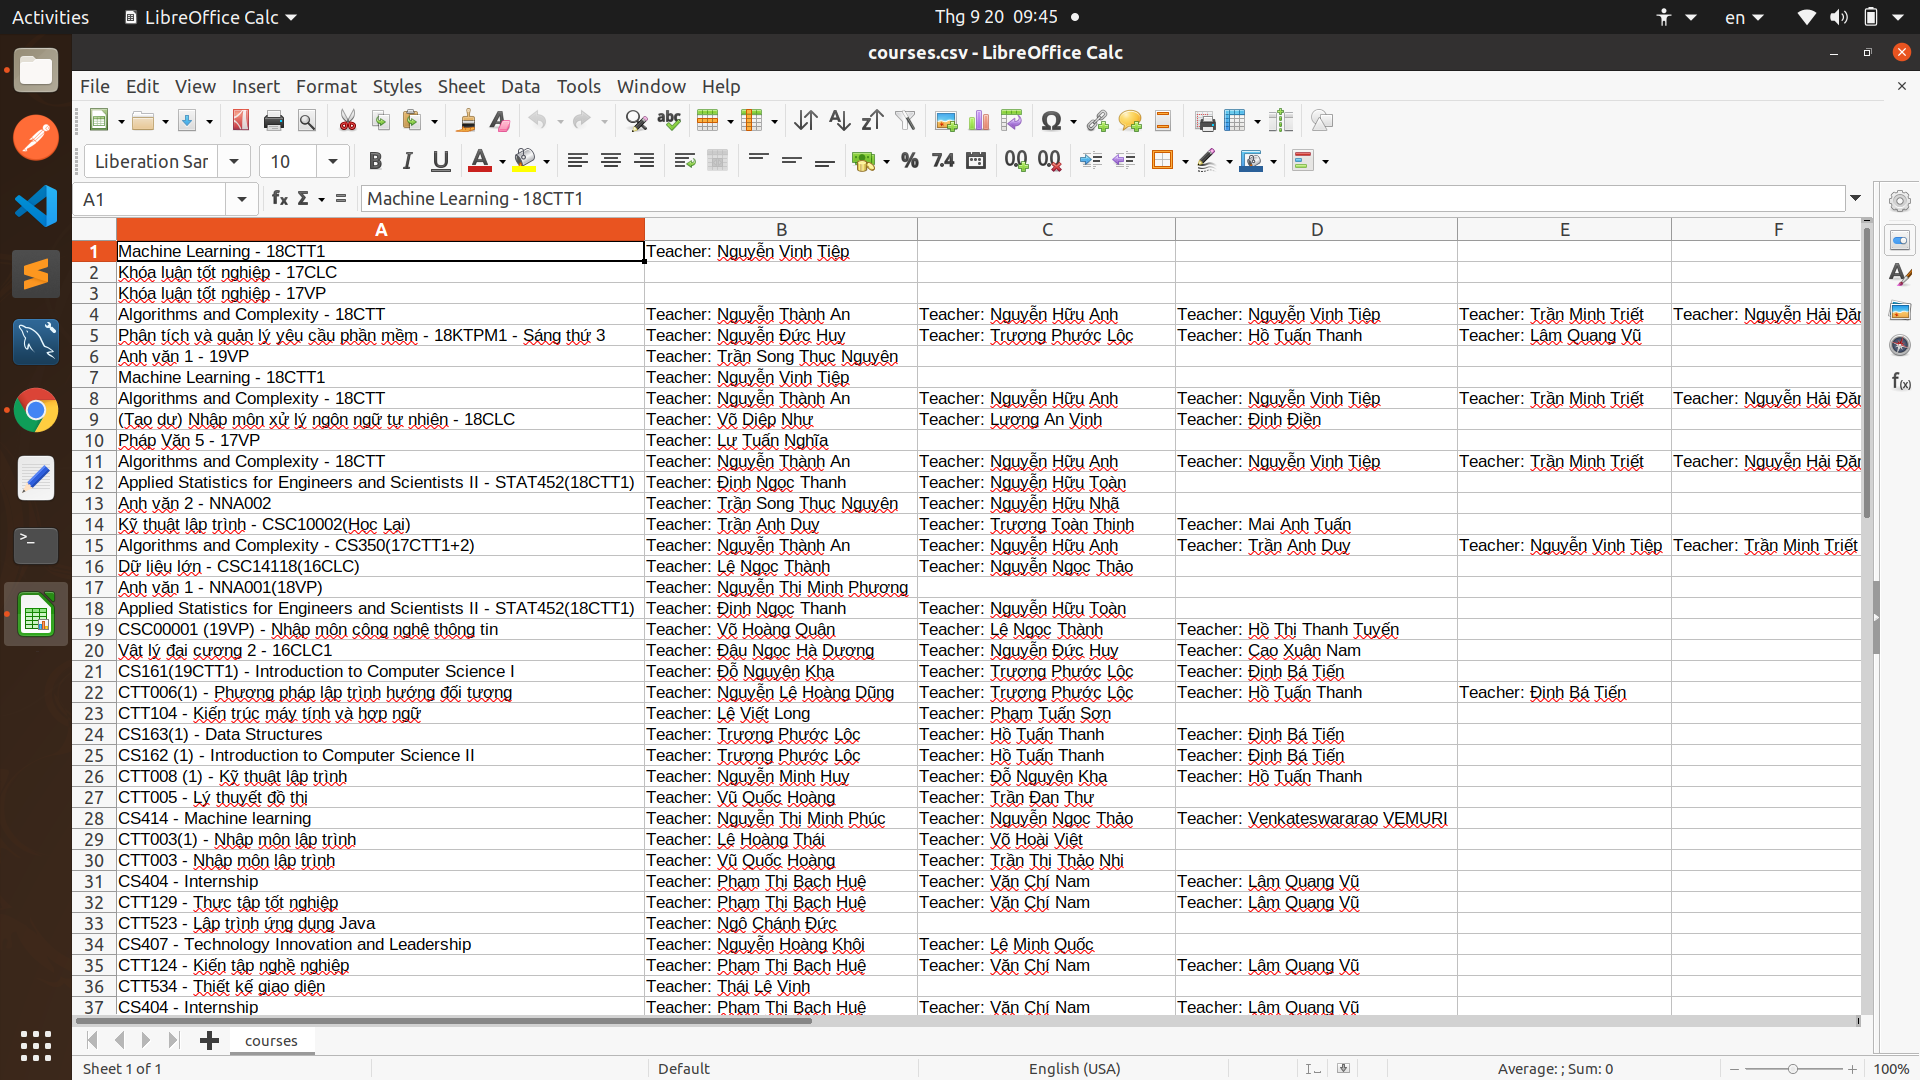 Activities LibreOffice Calc Thg 9 20 09:45 en
courses.csv - LibreOffice Calc
File Edit View Insert Format Styles Sheet Data Tools Window Help
Liberation Sar 10
A1 Machine Learning - 18CTT1
A B C D E F
1 Machine Learning - 18CTT1 Teacher: Nguyễn Vinh Tiệp
2 Khóa luận tốt nghiệp - 17CLC
3 Khóa luận tốt nghiệp - 17VP
4 Algorithms and Complexity - 18CTT Teacher: Nguyễn Thành An Teacher: Nguyễn Hữu Anh Teacher: Nguyễn Vinh Tiệp Teacher: Trần Minh Triết Teacher: Nguyễn Hải Đăn
5 Phân tích và quản lý yêu cầu phần mềm - 18KTPM1 - Sáng thứ 3 Teacher: Nguyễn Đức Huy Teacher: Trương Phước Lộc Teacher: Hồ Tuấn Thanh Teacher: Lâm Quang Vũ
6 Anh văn 1 - 19VP Teacher: Trần Song Thục Nguyên
7 Machine Learning - 18CTT1 Teacher: Nguyễn Vinh Tiệp
8 Algorithms and Complexity - 18CTT Teacher: Nguyễn Thành An Teacher: Nguyễn Hữu Anh Teacher: Nguyễn Vinh Tiệp Teacher: Trần Minh Triết Teacher: Nguyễn Hải Đăn
9 (Tạo dự) Nhập môn xử lý ngôn ngữ tự nhiên - 18CLC Teacher: Võ Diệp Như Teacher: Lương An Vinh Teacher: Đinh Điền
10 Pháp Văn 5 - 17VP Teacher: Lư Tuấn Nghĩa
11 Algorithms and Complexity - 18CTT Teacher: Nguyễn Thành An Teacher: Nguyễn Hữu Anh Teacher: Nguyễn Vinh Tiệp Teacher: Trần Minh Triết Teacher: Nguyễn Hải Đăn
12 Applied Statistics for Engineers and Scientists II - STAT452(18CTT1) Teacher: Đinh Ngọc Thanh Teacher: Nguyễn Hữu Toàn
13 Anh văn 2 - NNA002 Teacher: Trần Song Thục Nguyên Teacher: Nguyễn Hữu Nhã
14 Kỹ thuật lập trình - CSC10002(Học Lại) Teacher: Trần Anh Duy Teacher: Trương Toàn Thịnh Teacher: Mai Anh Tuấn
15 Algorithms and Complexity - CS350(17CTT1+2) Teacher: Nguyễn Thành An Teacher: Nguyễn Hữu Anh Teacher: Trần Anh Duy Teacher: Nguyễn Vinh Tiệp Teacher: Trần Minh Triết
16 Dữ liệu lớn - CSC14118(16CLC) Teacher: Lê Ngọc Thành Teacher: Nguyễn Ngọc Thảo
17 Anh văn 1 - NNA001(18VP) Teacher: Nguyễn Thị Minh Phương
18 Applied Statistics for Engineers and Scientists II - STAT452(18CTT1) Teacher: Đinh Ngọc Thanh Teacher: Nguyễn Hữu Toàn
19 CSC00001 (19VP) - Nhập môn công nghệ thông tin Teacher: Võ Hoàng Quân Teacher: Lê Ngọc Thành Teacher: Hồ Thị Thanh Tuyến
20 Vật lý đại cương 2 - 16CLC1 Teacher: Đậu Ngọc Hà Dương Teacher: Nguyễn Đức Huy Teacher: Cao Xuân Nam
21 CS161(19CTT1) - Introduction to Computer Science I Teacher: Đỗ Nguyên Kha Teacher: Trương Phước Lộc Teacher: Đinh Bá Tiến
22 CTT006(1) - Phương pháp lập trình hướng đối tượng Teacher: Nguyễn Lê Hoàng Dũng Teacher: Trương Phước Lộc Teacher: Hồ Tuấn Thanh Teacher: Đinh Bá Tiến
23 CTT104 - Kiến trúc máy tính và hợp ngữ Teacher: Lê Viết Long Teacher: Phạm Tuấn Sơn
24 CS163(1) - Data Structures Teacher: Trương Phước Lộc Teacher: Hồ Tuấn Thanh Teacher: Đinh Bá Tiến
25 CS162 (1) - Introduction to Computer Science II Teacher: Trương Phước Lộc Teacher: Hồ Tuấn Thanh Teacher: Đinh Bá Tiến
26 CTT008 (1) - Kỹ thuật lập trình Teacher: Nguyễn Minh Huy Teacher: Đỗ Nguyên Kha Teacher: Hồ Tuấn Thanh
27 CTT005 - Lý thuyết đồ thị Teacher: Vũ Quốc Hoàng Teacher: Trần Đan Thư
28 CS414 - Machine learning Teacher: Nguyễn Thị Minh Phúc Teacher: Nguyễn Ngọc Thảo Teacher: Venkateswararao VEMURI
29 CTT003(1) - Nhập môn lập trình Teacher: Lê Hoàng Thái Teacher: Võ Hoài Việt
30 CTT003 - Nhập môn lập trình Teacher: Vũ Quốc Hoàng Teacher: Trần Thị Thảo Nhi
31 CS404 - Internship Teacher: Phạm Thị Bạch Huệ Teacher: Văn Chí Nam Teacher: Lâm Quang Vũ
32 CTT129 - Thực tập tốt nghiệp Teacher: Phạm Thị Bạch Huệ Teacher: Văn Chí Nam Teacher: Lâm Quang Vũ
33 CTT523 - Lập trình ứng dụng Java Teacher: Ngô Chánh Đức
34 CS407 - Technology Innovation and Leadership Teacher: Nguyễn Hoàng Khôi Teacher: Lê Minh Quốc
35 CTT124 - Kiến tập nghề nghiệp Teacher: Phạm Thị Bạch Huệ Teacher: Văn Chí Nam Teacher: Lâm Quang Vũ
36 CTT534 - Thiết kế giao diện Teacher: Thái Lê Vinh
37 CS404 - Internship Teacher: Phạm Thị Bạch Huệ Teacher: Văn Chí Nam Teacher: Lâm Quang Vũ
courses
Sheet 1 of 1 Default English (USA) Average: ; Sum: 0 100%